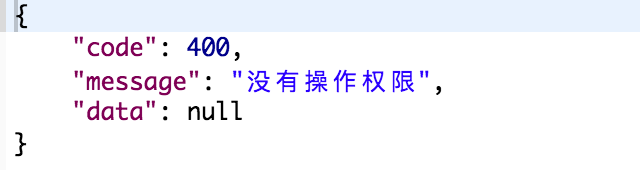 {
    "code": 400,
    "message": "没有操作权限",
    "data": null
}